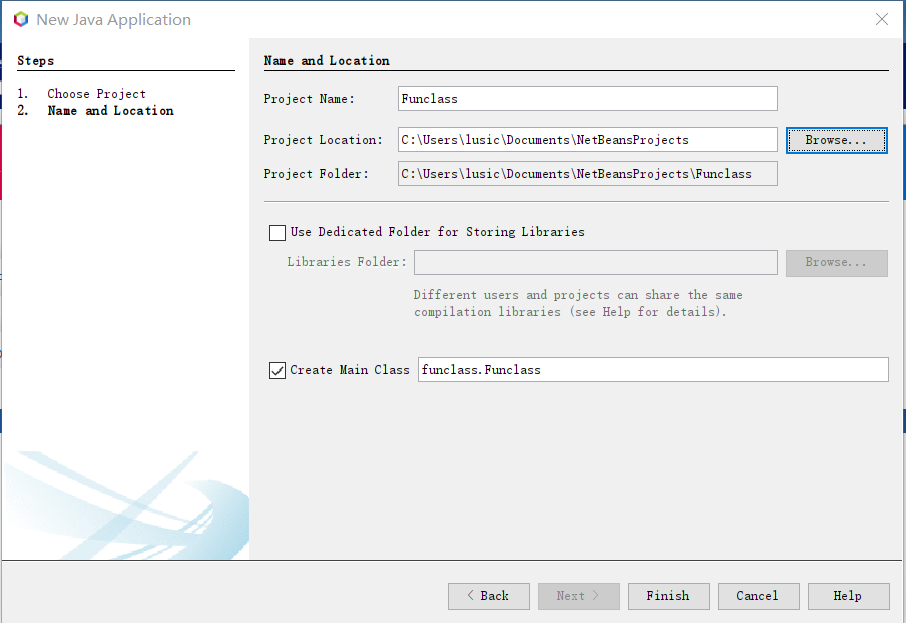 New Java Application
Steps
1. Choose Project
2. Name and Location
Name and Location
Project Name: Funclass
Project Location: C:\Users\lusic\Documents\NetBeansProjects Browse...
Project Folder: C:\Users\lusic\Documents\NetBeansProjects\Funclass
Use Dedicated Folder for Storing Libraries
Libraries Folder: Browse...
Different users and projects can share the same
compilation libraries (see Help for details).
Create Main Class funclass.Funclass
< Back Next > Finish Cancel Help